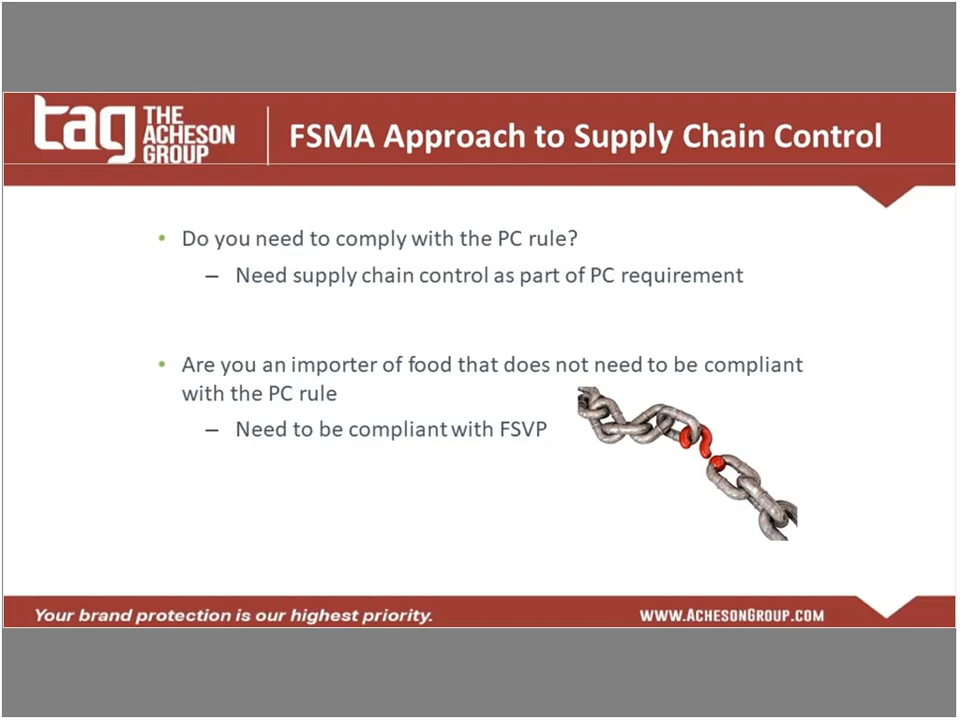 tag THE
ACHESON
GROUP
FSMA Approach to Supply Chain Control
• Do you need to comply with the PC rule?
– Need supply chain control as part of PC requirement
• Are you an importer of food that does not need to be compliant
with the PC rule
– Need to be compliant with FSVP
Your brand protection is our highest priority.
WWW.ACHESONGROUP.COM